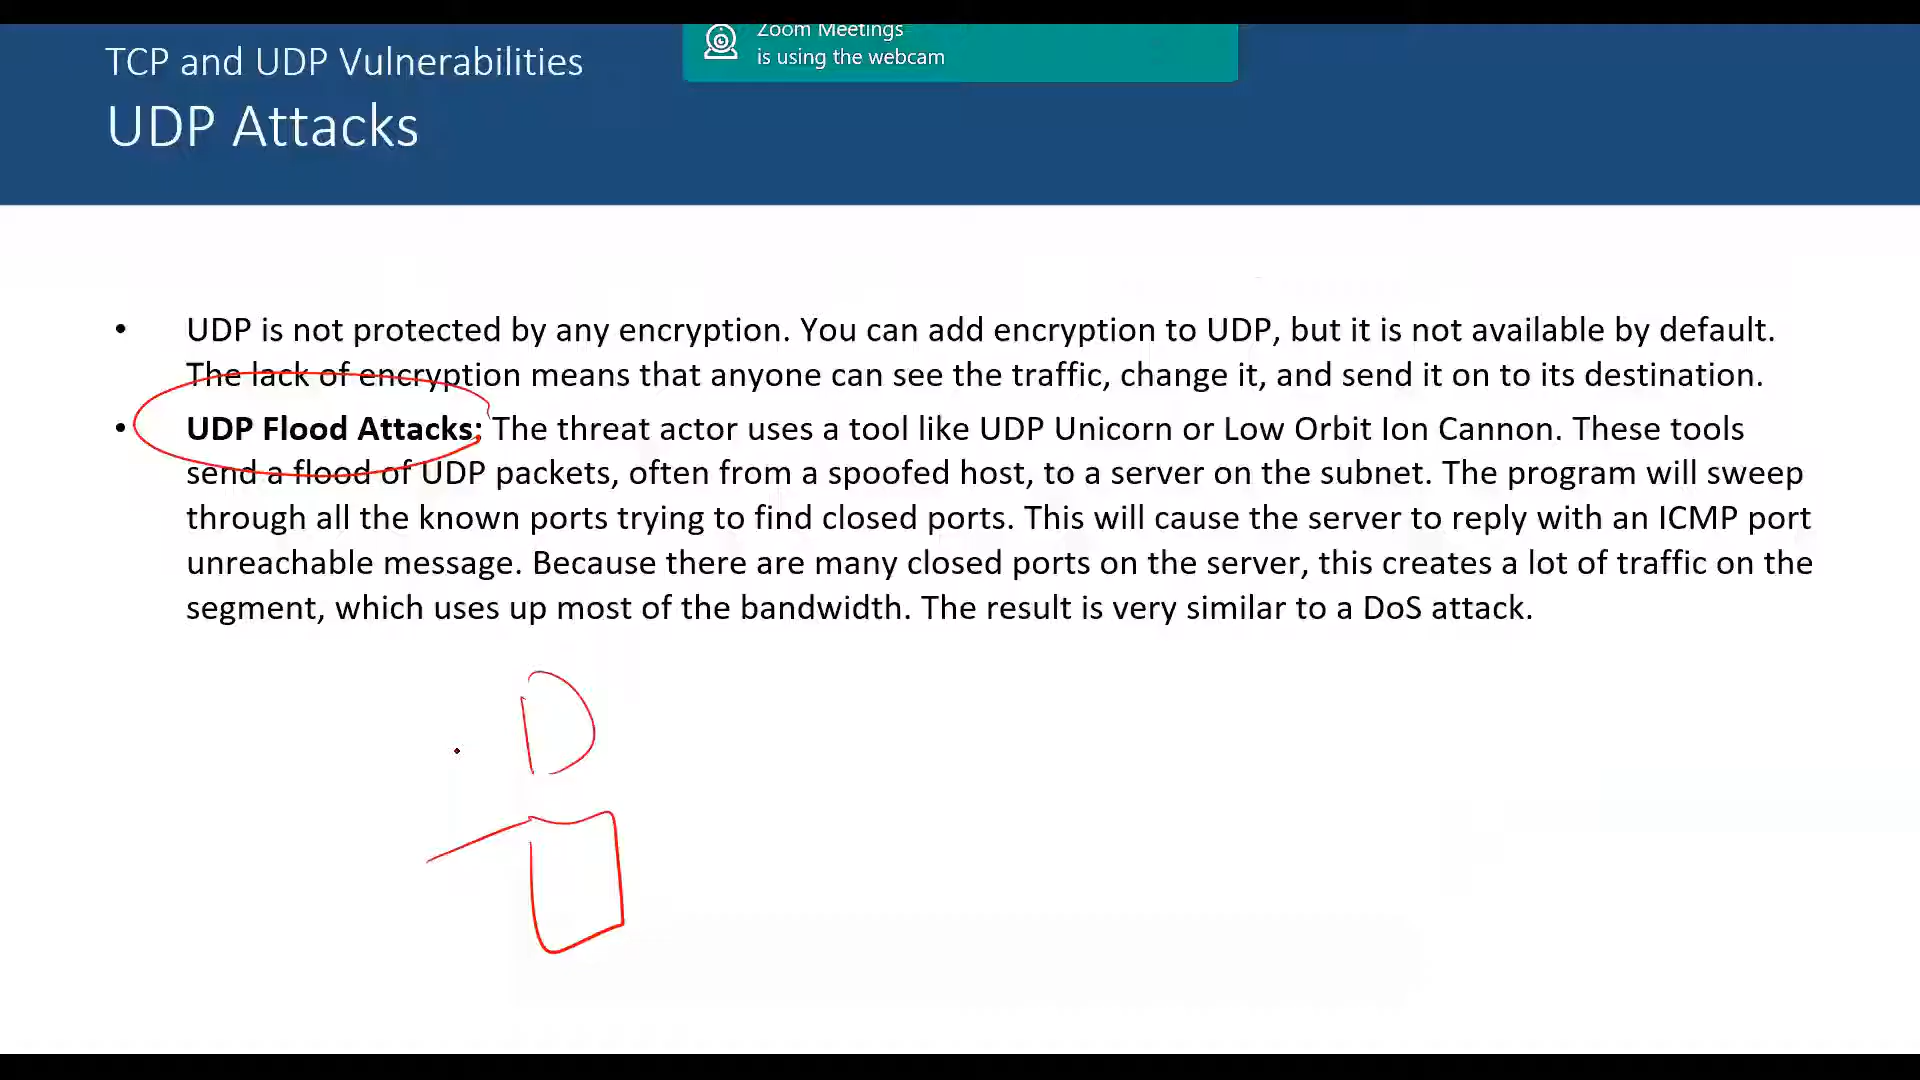 Zoom Meetings
is using the webcam
TCP and UDP Vulnerabilities
UDP Attacks
• UDP is not protected by any encryption. You can add encryption to UDP, but it is not available by default.
The lack of encryption means that anyone can see the traffic, change it, and send it on to its destination.
• UDP Flood Attacks: The threat actor uses a tool like UDP Unicorn or Low Orbit Ion Cannon. These tools
send a flood of UDP packets, often from a spoofed host, to a server on the subnet. The program will sweep
through all the known ports trying to find closed ports. This will cause the server to reply with an ICMP port
unreachable message. Because there are many closed ports on the server, this creates a lot of traffic on the
segment, which uses up most of the bandwidth. The result is very similar to a DoS attack.
D